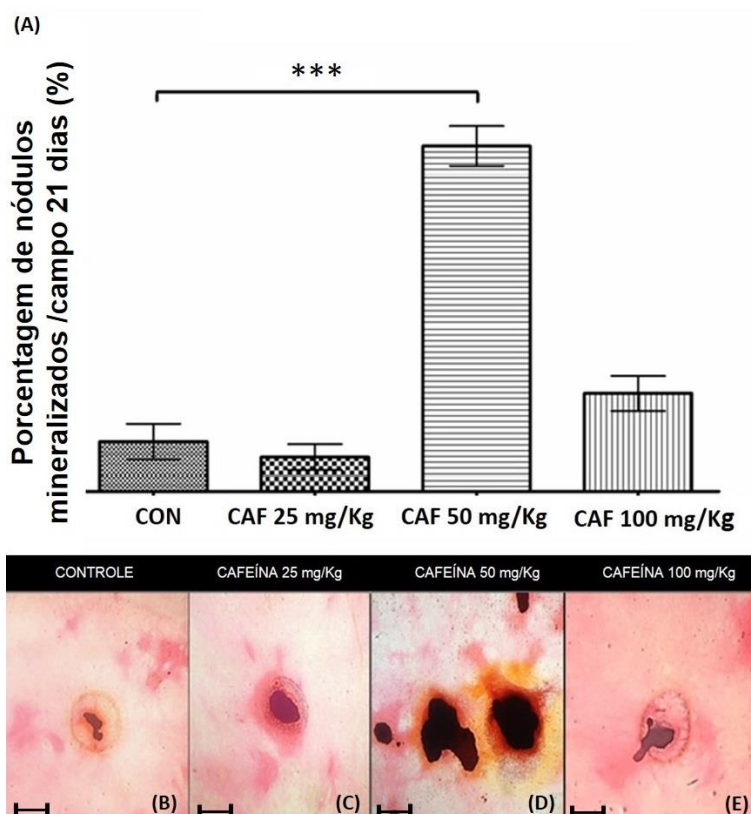 (A)
***
Porcentagem de nódulos
mineralizados /campo 21 dias (%)
CON CAF 25 mg/Kg CAF 50 mg/Kg CAF 100 mg/Kg
CONTROLE CAFEÍNA 25 mg/Kg CAFEÍNA 50 mg/Kg CAFEÍNA 100 mg/Kg
(B) (C) (D) (E)